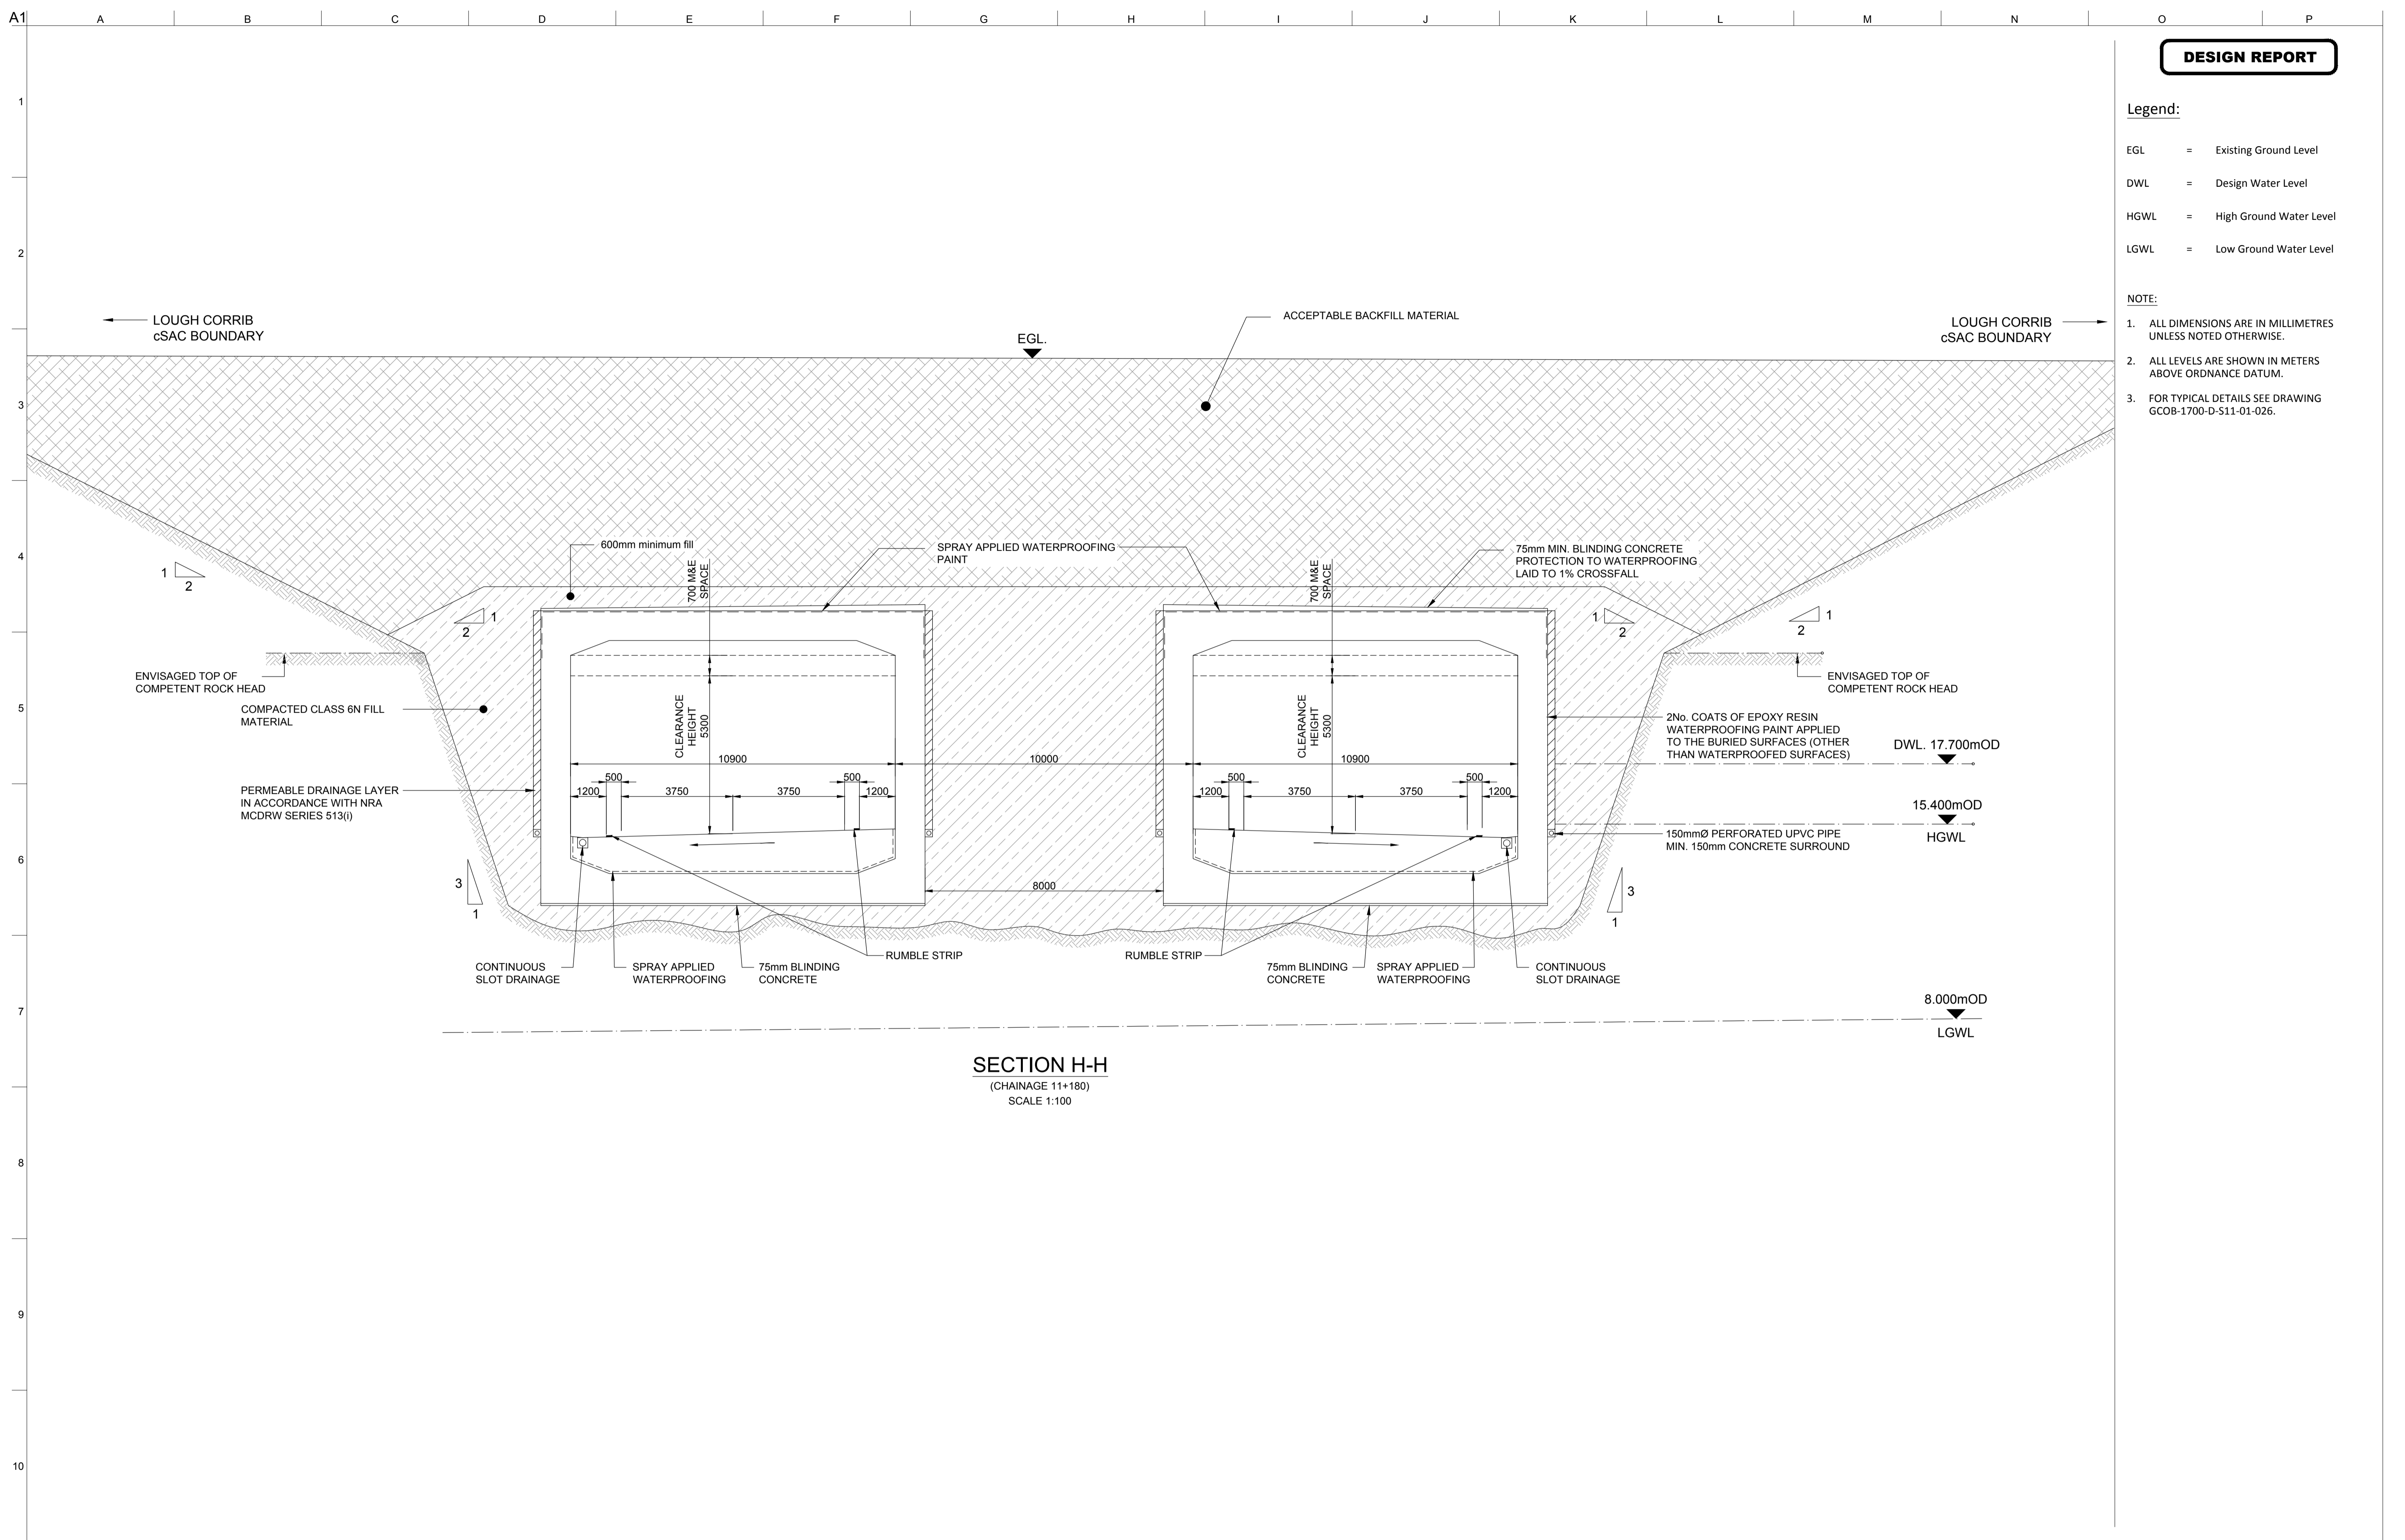 A1
A B C D E F G H I J K L M N O P
DESIGN REPORT
Legend:
EGL = Existing Ground Level
DWL = Design Water Level
HGWL = High Ground Water Level
LGWL = Low Ground Water Level
NOTE:
1. ALL DIMENSIONS ARE IN MILLIMETRES
UNLESS NOTED OTHERWISE.
2. ALL LEVELS ARE SHOWN IN METERS
ABOVE ORDNANCE DATUM.
3. FOR TYPICAL DETAILS SEE DRAWING
GCOB-1700-D-S11-01-026.
1
2
3
4
5
6
7
8
9
10
LOUGH CORRIB
cSAC BOUNDARY
EGL.
ACCEPTABLE BACKFILL MATERIAL
LOUGH CORRIB
cSAC BOUNDARY
600mm minimum fill
SPRAY APPLIED WATERPROOFING
PAINT
75mm MIN. BLINDING CONCRETE
PROTECTION TO WATERPROOFING
LAID TO 1% CROSSFALL
700 M&E
SPACE
700 M&E
SPACE
1
2
1
2
1
2
1
2
ENVISAGED TOP OF
COMPETENT ROCK HEAD
ENVISAGED TOP OF
COMPETENT ROCK HEAD
COMPACTED CLASS 6N FILL
MATERIAL
CLEARANCE
HEIGHT
5300
CLEARANCE
HEIGHT
5300
2No. COATS OF EPOXY RESIN
WATERPROOFING PAINT APPLIED
TO THE BURIED SURFACES (OTHER
THAN WATERPROOFED SURFACES)
DWL. 17.700mOD
10900 10000 10900
500 500 500 500
1200 3750 3750 1200 1200 3750 3750 1200
PERMEABLE DRAINAGE LAYER
IN ACCORDANCE WITH NRA
MCDRW SERIES 513(i)
15.400mOD
HGWL
150mmØ PERFORATED UPVC PIPE
MIN. 150mm CONCRETE SURROUND
3
1
8000
3
1
RUMBLE STRIP
RUMBLE STRIP
CONTINUOUS
SLOT DRAINAGE
SPRAY APPLIED
WATERPROOFING
75mm BLINDING
CONCRETE
75mm BLINDING
CONCRETE
SPRAY APPLIED
WATERPROOFING
CONTINUOUS
SLOT DRAINAGE
8.000mOD
LGWL
SECTION H-H
(CHAINAGE 11+180)
SCALE 1:100